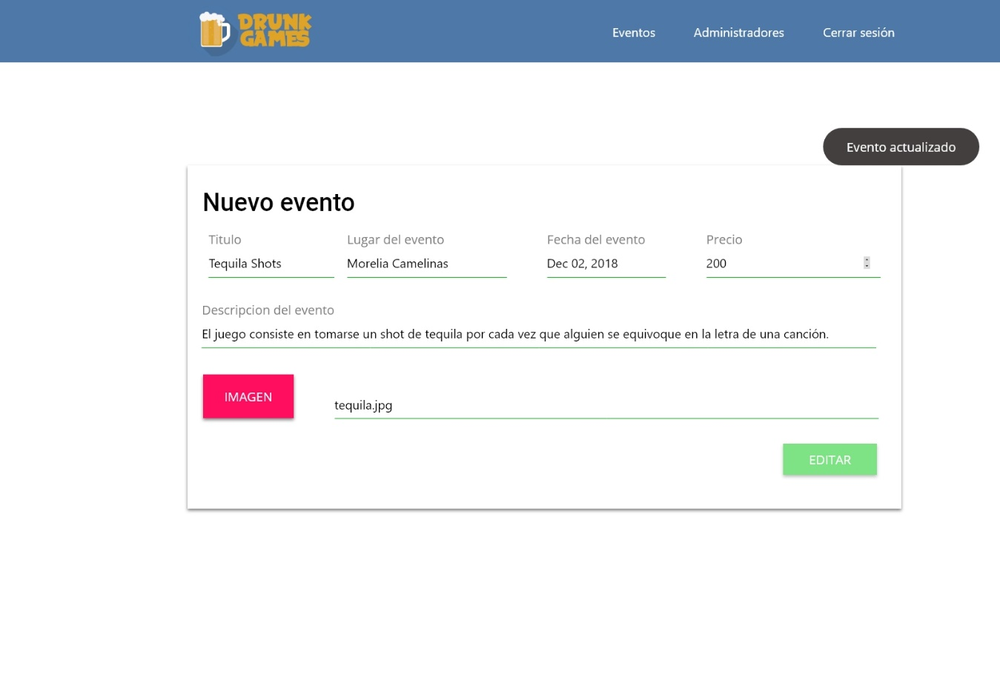 DRUNK
GAMES
Eventos Administradores Cerrar sesión
Evento actualizado
Nuevo evento
Titulo Lugar del evento Fecha del evento Precio
Tequila Shots Morelia Camelinas Dec 02, 2018 200
Descripcion del evento
El juego consiste en tomarse un shot de tequila por cada vez que alguien se equivoque en la letra de una canción.
IMAGEN
tequila.jpg
EDITAR